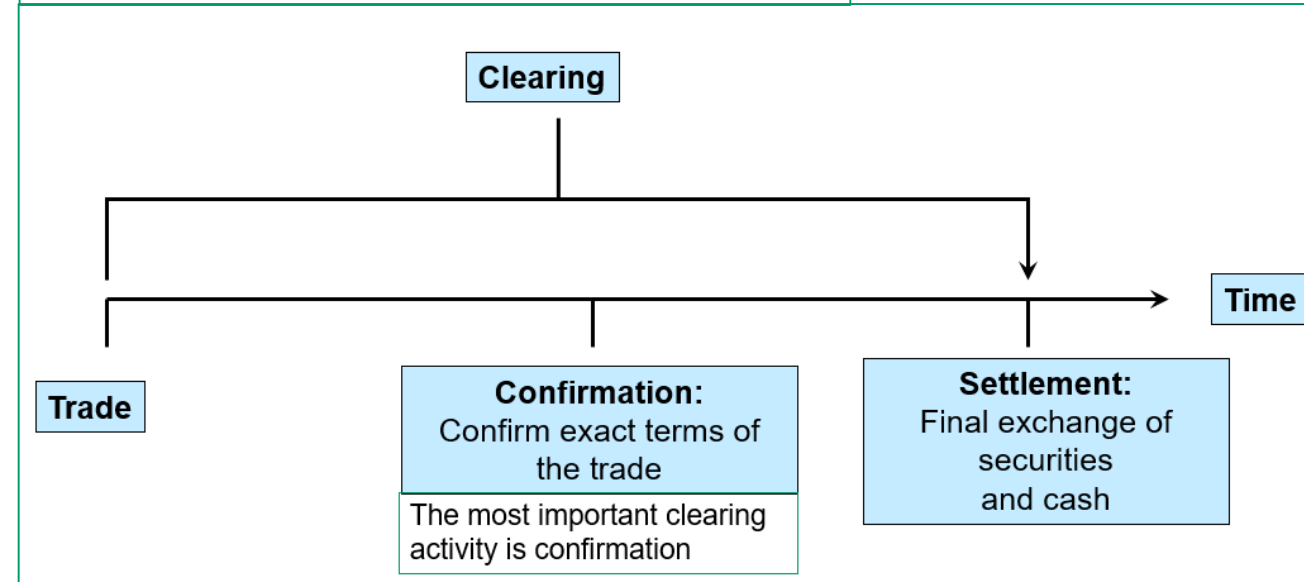 Clearing
Time
Trade
Confirmation:
Confirm exact terms of
the trade
The most important clearing
activity is confirmation
Settlement:
Final exchange of
securities
and cash